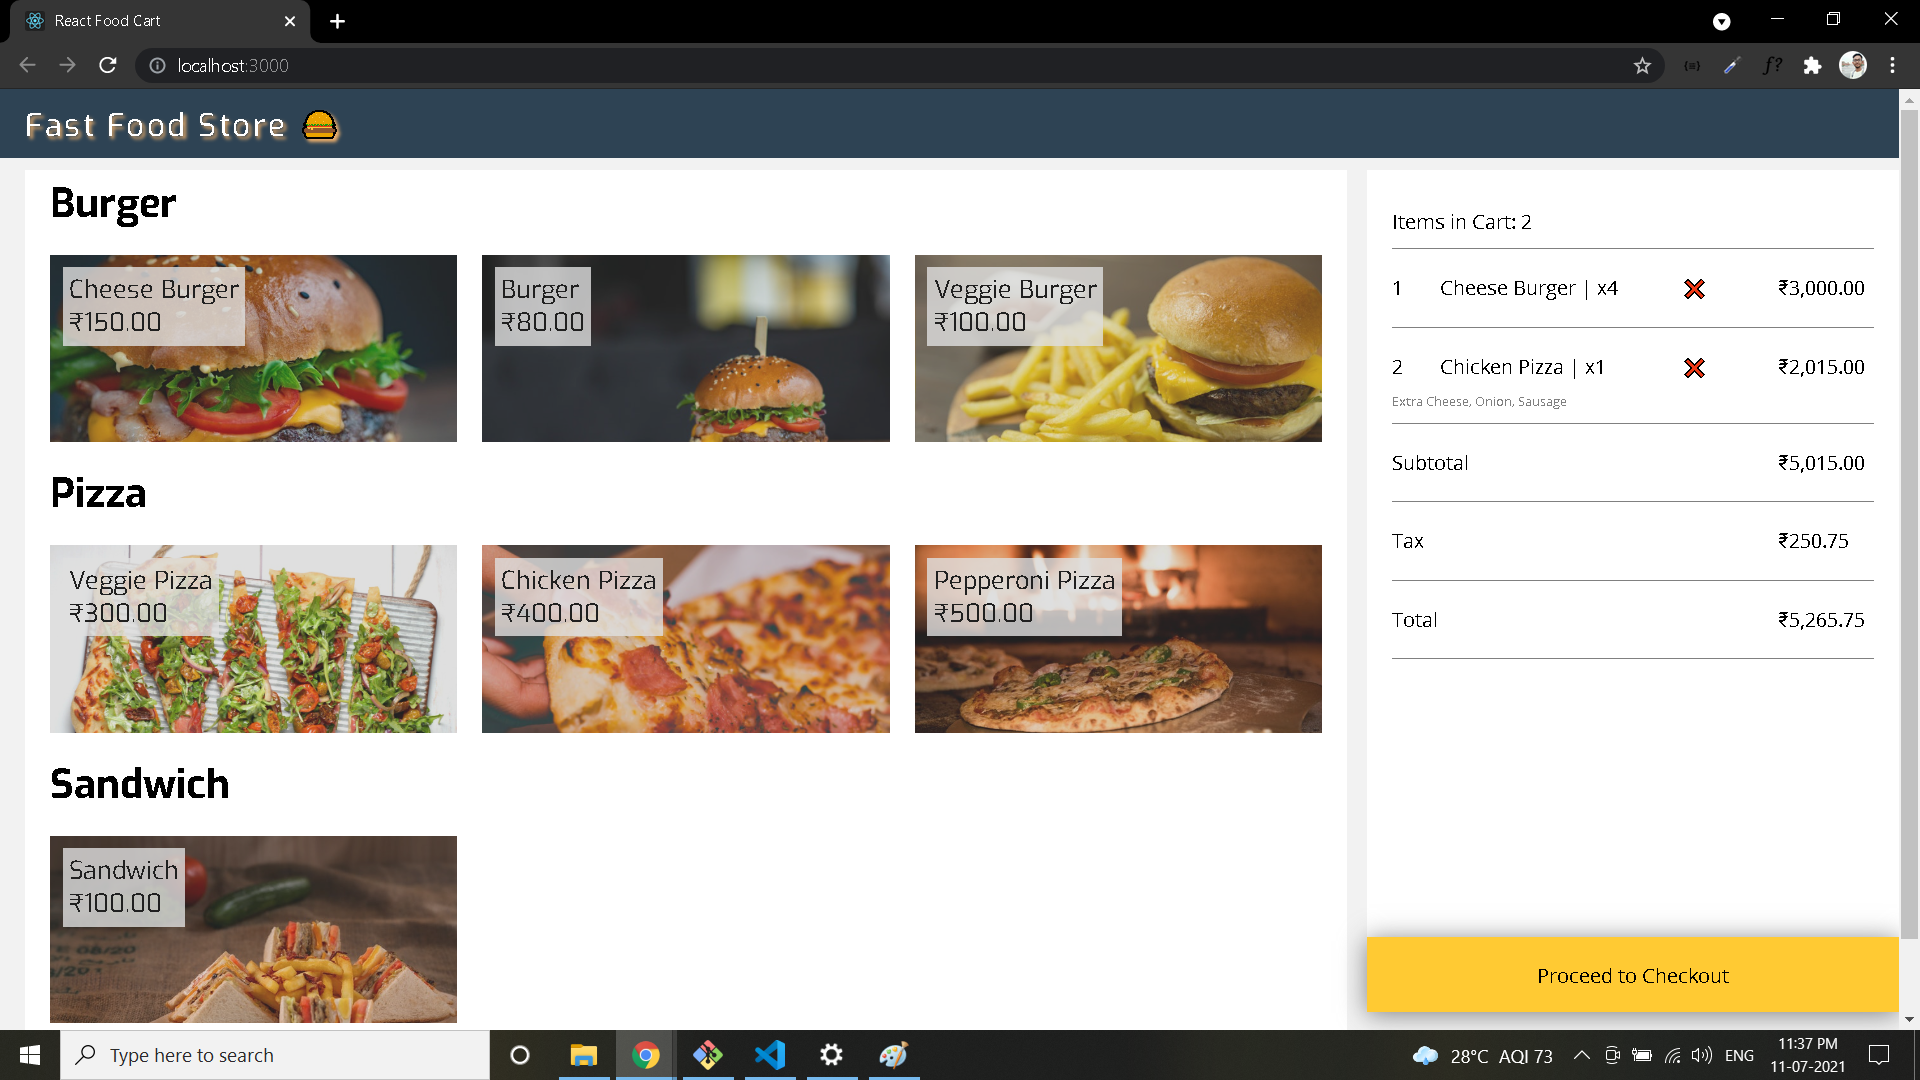 React Food Cart
localhost:3000
Fast Food Store
Burger
Cheese Burger
₹150.00
Burger
₹80.00
Veggie Burger
₹100.00
Pizza
Veggie Pizza
₹300.00
Chicken Pizza
₹400.00
Pepperoni Pizza
₹500.00
Sandwich
Sandwich
₹100.00
Items in Cart: 2
1 Cheese Burger | x4 ₹3,000.00
2 Chicken Pizza | x1 ₹2,015.00
Extra Cheese, Onion, Sausage
Subtotal ₹5,015.00
Tax ₹250.75
Total ₹5,265.75
Proceed to Checkout
Type here to search
28°C AQI 73
ENG
11:37 PM
11-07-2021